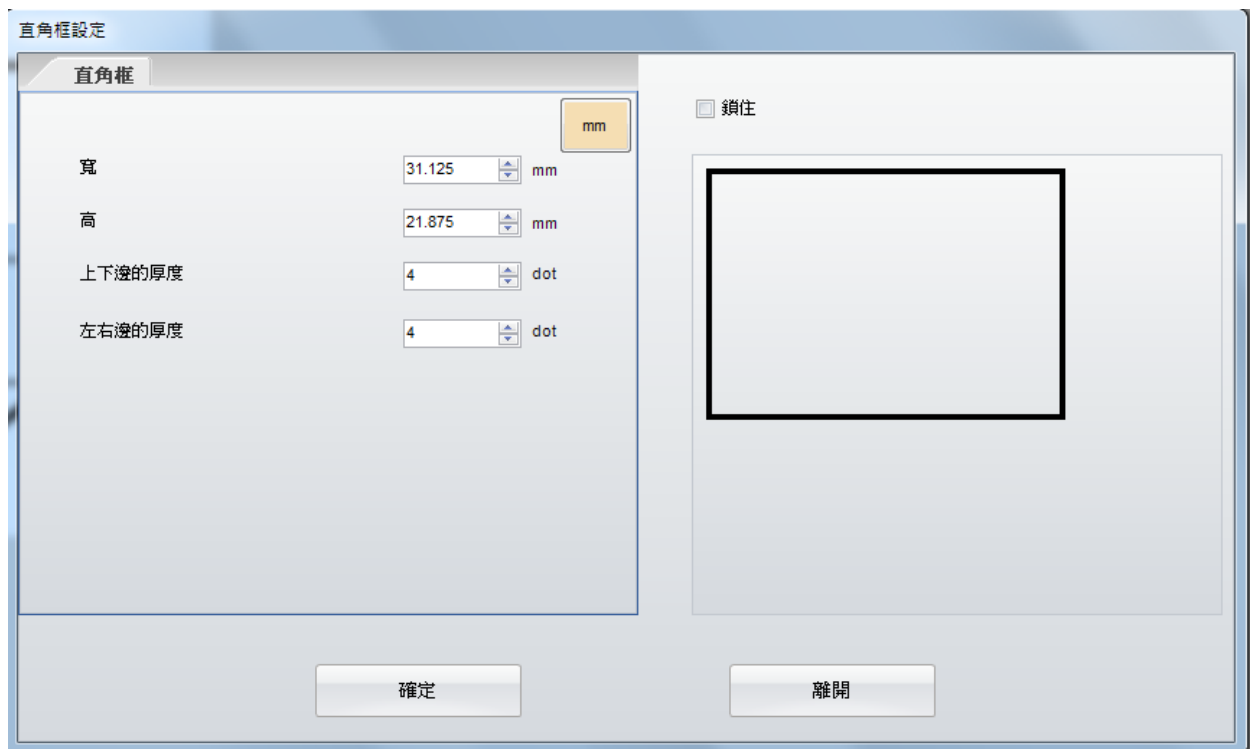 直角框設定
直角框
mm
鎖住
寬 31.125 mm
高 21.875 mm
上下邊的厚度 4 dot
左右邊的厚度 4 dot
確定
離開